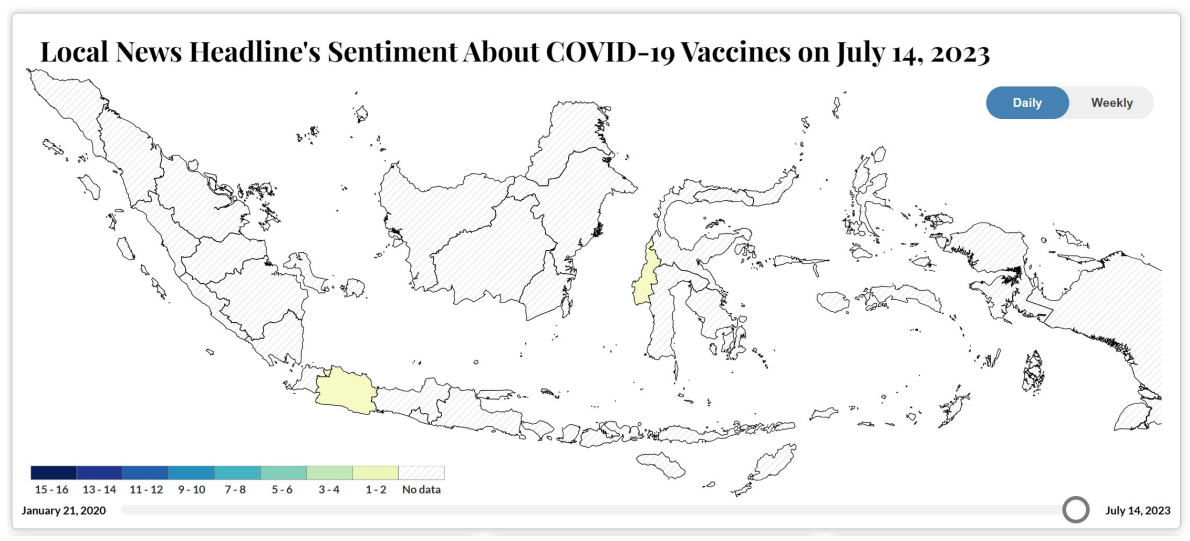 Local News Headline's Sentiment About COVID-19 Vaccines on July 14, 2023
Daily Weekly
15 - 16 13 - 14 11 - 12 9 - 10 7 - 8 5 - 6 3 - 4 1 - 2 No data
January 21, 2020 July 14, 2023